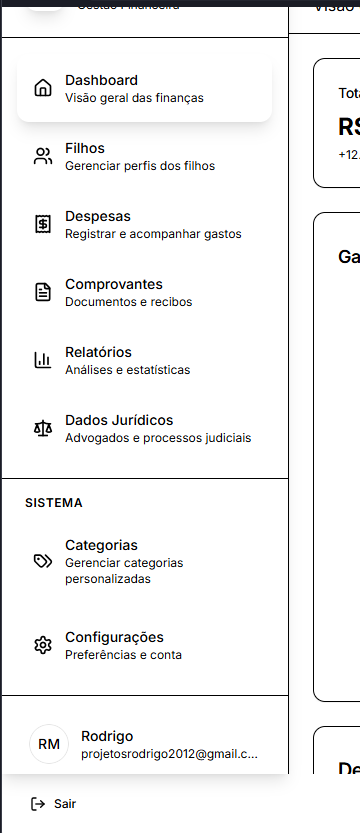 Gestão Financeira
Visão
Dashboard
Visão geral das finanças
Filhos
Gerenciar perfis dos filhos
Despesas
Registrar e acompanhar gastos
Comprovantes
Documentos e recibos
Relatórios
Análises e estatísticas
Dados Jurídicos
Advogados e processos judiciais
SISTEMA
Categorias
Gerenciar categorias
personalizadas
Configurações
Preferências e conta
RM
Rodrigo
projetosrodrigo2012@gmail.c...
Sair
Tota
R$
+12.
Ga
De